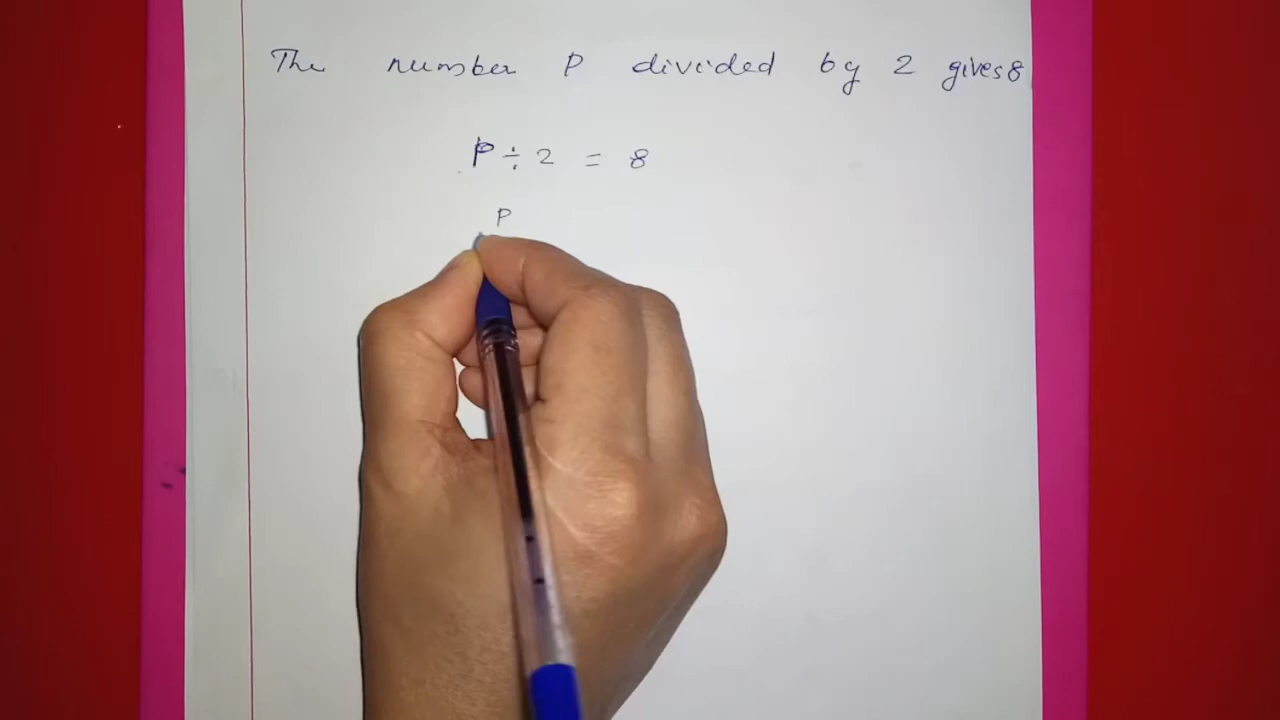 The number P divided by 2 gives 8
P ÷ 2 = 8
P